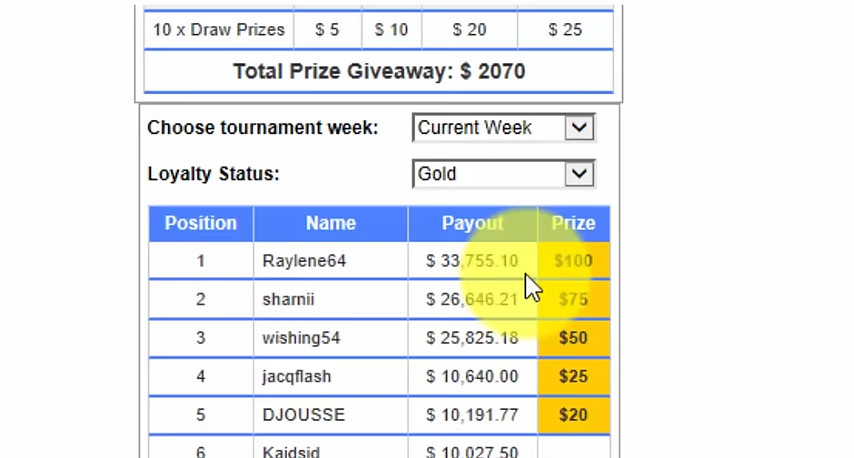 10 x Draw Prizes $ 5 $ 10 $ 20 $ 25
Total Prize Giveaway: $ 2070
Choose tournament week: Current Week
Loyalty Status: Gold
Position Name Payout Prize
1 Raylene64 $ 33,755.10 $100
2 sharnii $ 26,646.21 $75
3 wishing54 $ 25,825.18 $50
4 jacqflash $ 10,640.00 $25
5 DJOUSSE $ 10,191.77 $20
6 Kaidsid $ 10,027.50